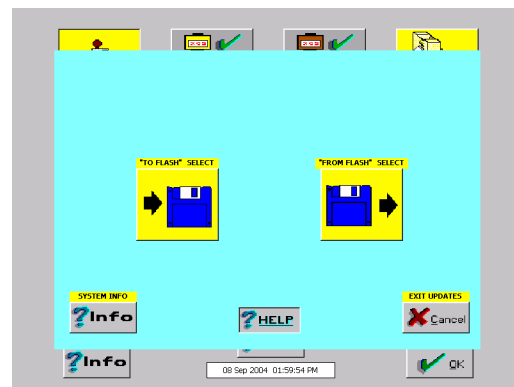 "TO FLASH" SELECT
"FROM FLASH" SELECT
SYSTEM INFO
?Info
?HELP
EXIT UPDATES
Cancel
?Info
08 Sep 2004 01:59:54 PM
OK